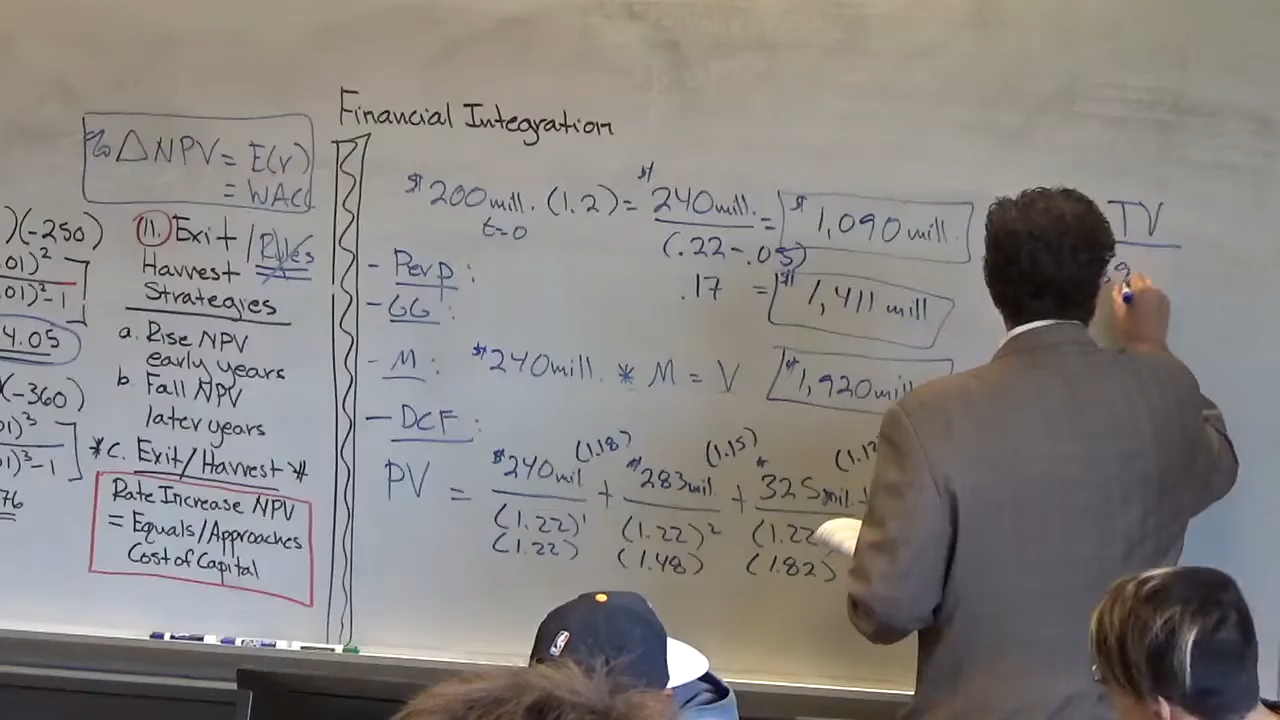 Financial Integration
% Δ NPV = E(r)
= WACC
)(-250)
.01)²
.01)² - 1
4.05
(-360)
01)³
1)³ - 1
76
11. Exit / Rules
Harvest
Strategies
a. Rise NPV
early years
b Fall NPV
later years
*c. Exit/Harvest *
Rate Increase NPV
= Equals/Approaches
Cost of Capital
$200 mill. (1.2) = $240 mill. = $1,090 mill.
t=0
(.22 - .05)
.17 = $1,411 mill
- Perp :
- GG :
- M : $240 mill. * M = V $1,920 mill
- DCF :
(1.18) (1.15) (1.12
PV = $240 mil + $283 mil. + $325 mil. +
(1.22)¹ (1.22)² (1.22
(1.22) (1.48) (1.82)
TV